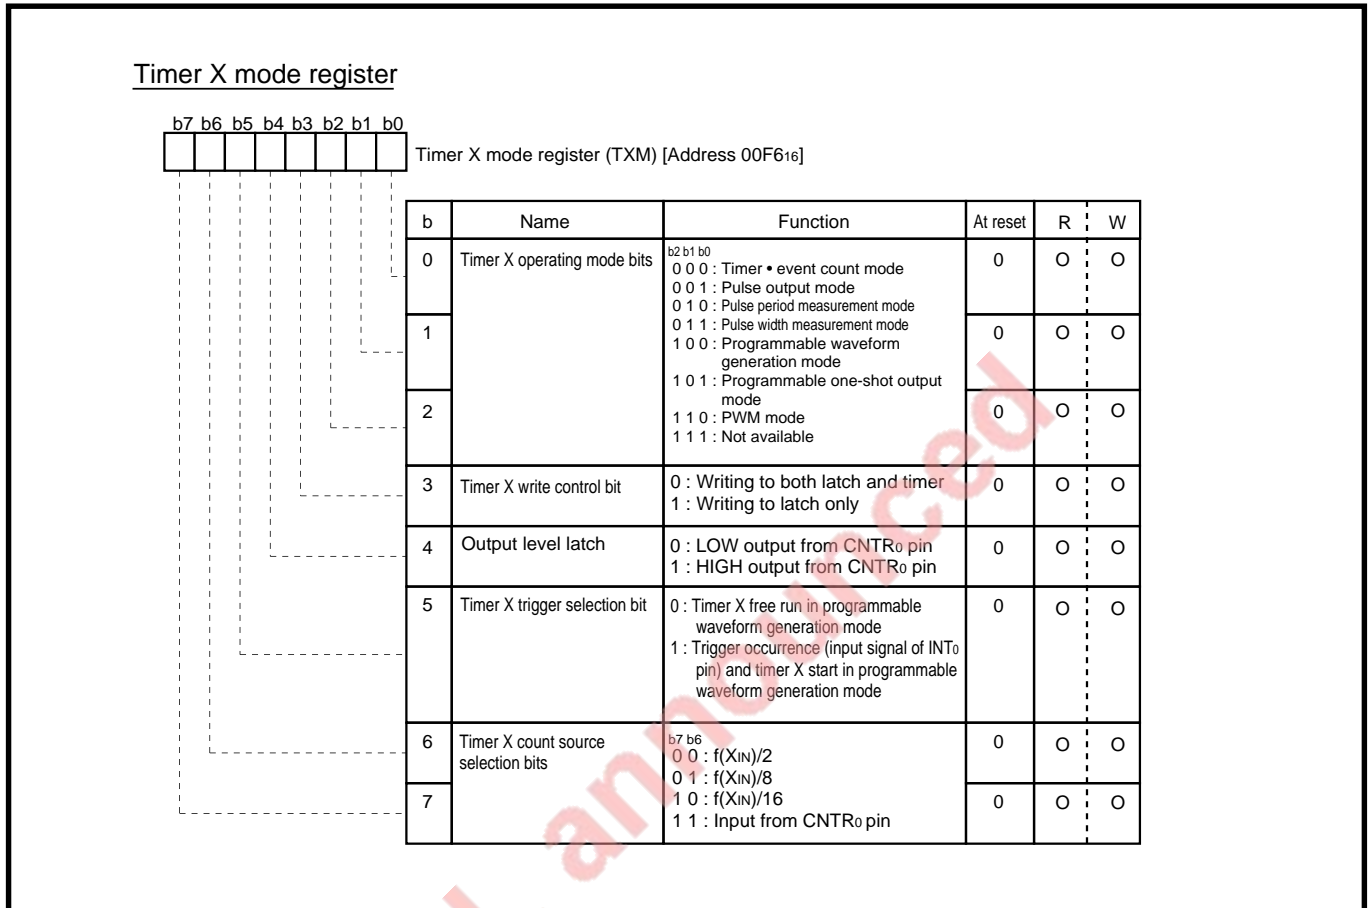 Timer X mode register
b7 b6 b5 b4 b3 b2 b1 b0
Timer X mode register (TXM) [Address 00F616]
b Name Function At reset R W
0 Timer X operating mode bits b2 b1 b0 0 O O
0 0 0 : Timer • event count mode
0 0 1 : Pulse output mode
0 1 0 : Pulse period measurement mode
1 0 1 1 : Pulse width measurement mode 0 O O
1 0 0 : Programmable waveform
generation mode
1 0 1 : Programmable one-shot output
mode
2 1 1 0 : PWM mode 0 O O
1 1 1 : Not available
3 Timer X write control bit 0 : Writing to both latch and timer 0 O O
1 : Writing to latch only
4 Output level latch 0 : LOW output from CNTR0 pin 0 O O
1 : HIGH output from CNTR0 pin
5 Timer X trigger selection bit 0 : Timer X free run in programmable 0 O O
waveform generation mode
1 : Trigger occurrence (input signal of INT0
pin) and timer X start in programmable
waveform generation mode
6 Timer X count source b7 b6 0 O O
selection bits 0 0 : f(XIN)/2
0 1 : f(XIN)/8
7 1 0 : f(XIN)/16 0 O O
1 1 : Input from CNTR0 pin
announced